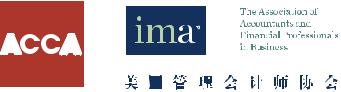 ACCA
ima
The Association of
Accountants and
Financial Professionals
in Business
美 管理会计师协会